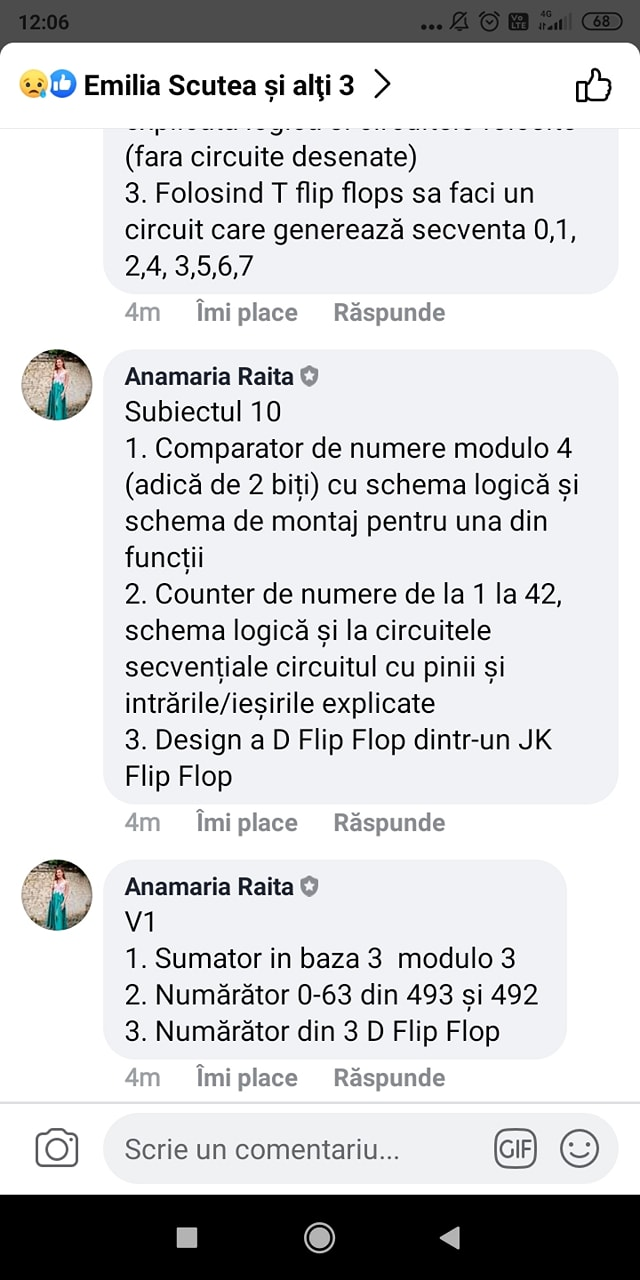 12:06
4G
Vo
LTE
68
Emilia Scutea și alţi 3
(fara circuite desenate)
3. Folosind T flip flops sa faci un
circuit care generează secventa 0,1,
2,4, 3,5,6,7
4m Îmi place Răspunde
Anamaria Raita
Subiectul 10
1. Comparator de numere modulo 4
(adică de 2 biți) cu schema logică și
schema de montaj pentru una din
funcții
2. Counter de numere de la 1 la 42,
schema logică și la circuitele
secvențiale circuitul cu pinii și
intrările/ieșirile explicate
3. Design a D Flip Flop dintr-un JK
Flip Flop
4m Îmi place Răspunde
Anamaria Raita
V1
1. Sumator in baza 3 modulo 3
2. Numărător 0-63 din 493 și 492
3. Numărător din 3 D Flip Flop
4m Îmi place Răspunde
Scrie un comentariu...
GIF